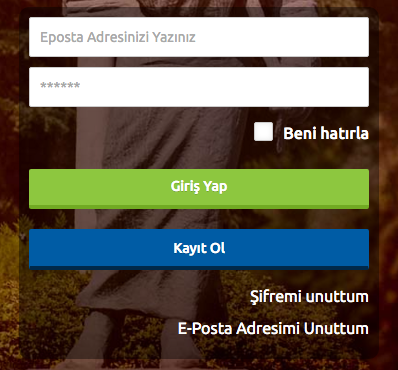 Eposta Adresinizi Yazınız
******
Beni hatırla
Giriş Yap
Kayıt Ol
Şifremi unuttum
E-Posta Adresimi Unuttum